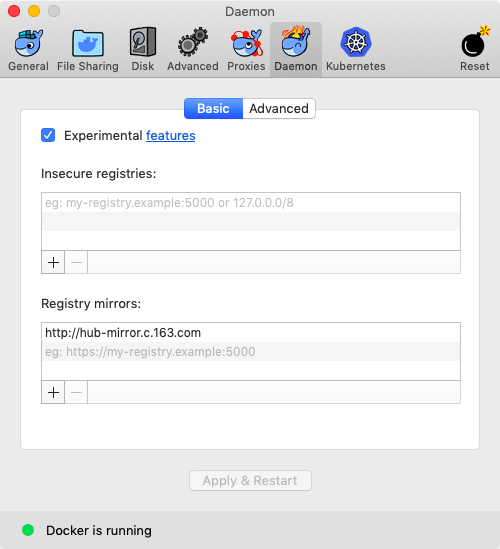 Daemon
General File Sharing Disk Advanced Proxies Daemon Kubernetes Reset
Basic Advanced
Experimental features
Insecure registries:
eg: my-registry.example:5000 or 127.0.0.0/8
Registry mirrors:
http://hub-mirror.c.163.com
eg: https://my-registry.example:5000
Apply & Restart
Docker is running